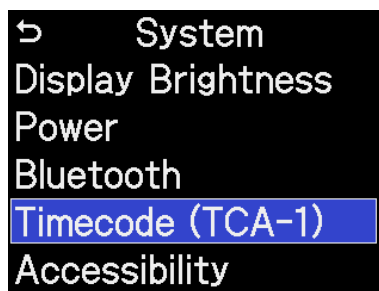 System
Display Brightness
Power
Bluetooth
Timecode (TCA-1)
Accessibility